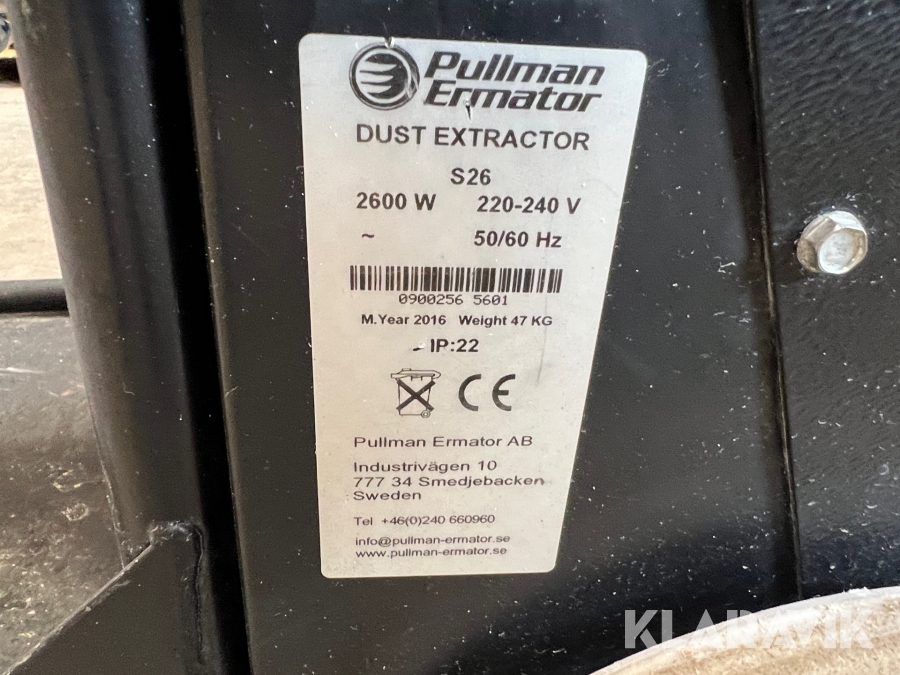 Pullman
Ermator
DUST EXTRACTOR
S26
2600 W 220-240 V
~ 50/60 Hz
0900256 5601
M.Year 2016 Weight 47 KG
IP:22
CE
Pullman Ermator AB
Industrivägen 10
777 34 Smedjebacken
Sweden
Tel +46(0)240 660960
info@pullman-ermator.se
www.pullman-ermator.se
KLARAVIK